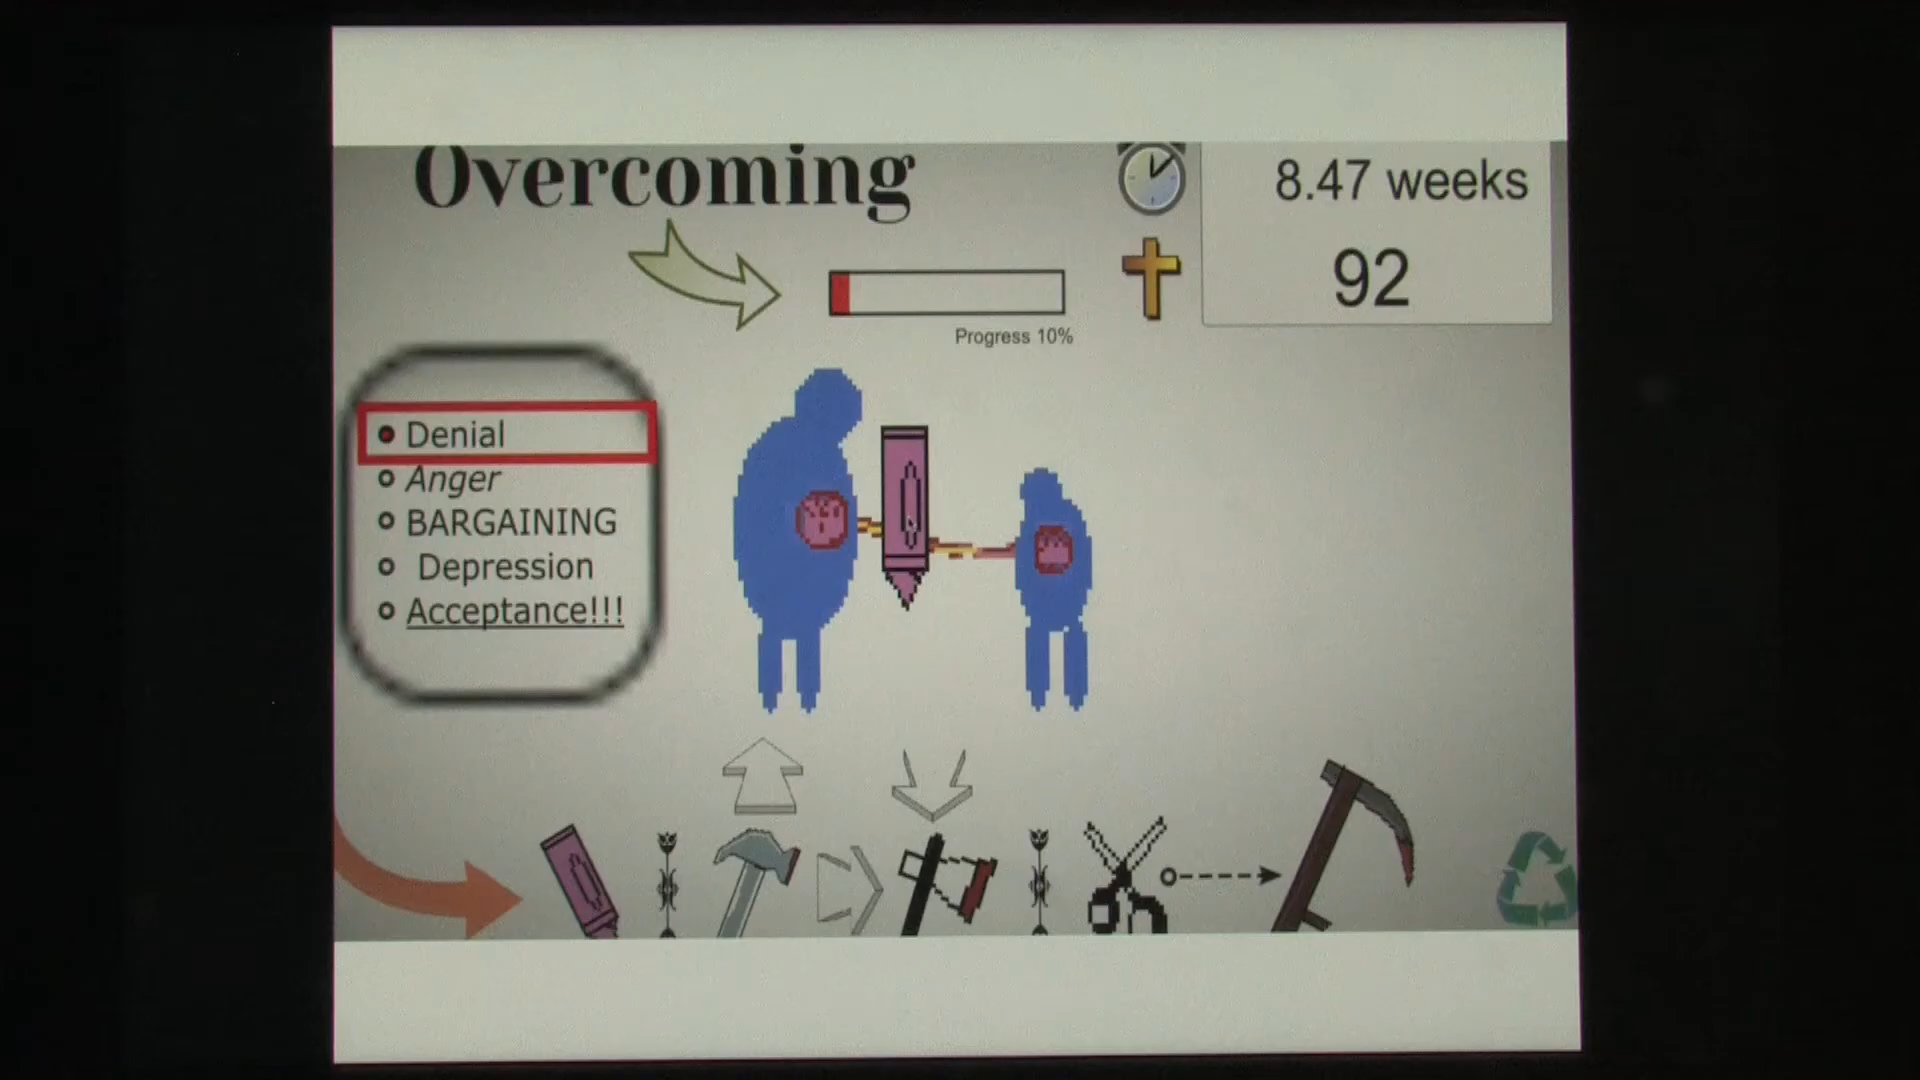 Overcoming
8.47 weeks
92
Progress 10%
Denial
Anger
BARGAINING
Depression
Acceptance!!!